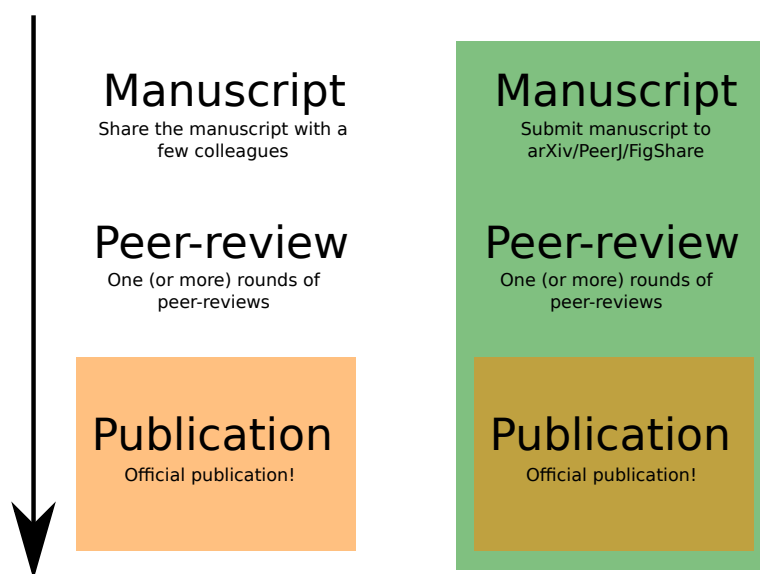 Manuscript
Share the manuscript with a
few colleagues
Peer-review
One (or more) rounds of
peer-reviews
Publication
Official publication!
Manuscript
Submit manuscript to
arXiv/PeerJ/FigShare
Peer-review
One (or more) rounds of
peer-reviews
Publication
Official publication!